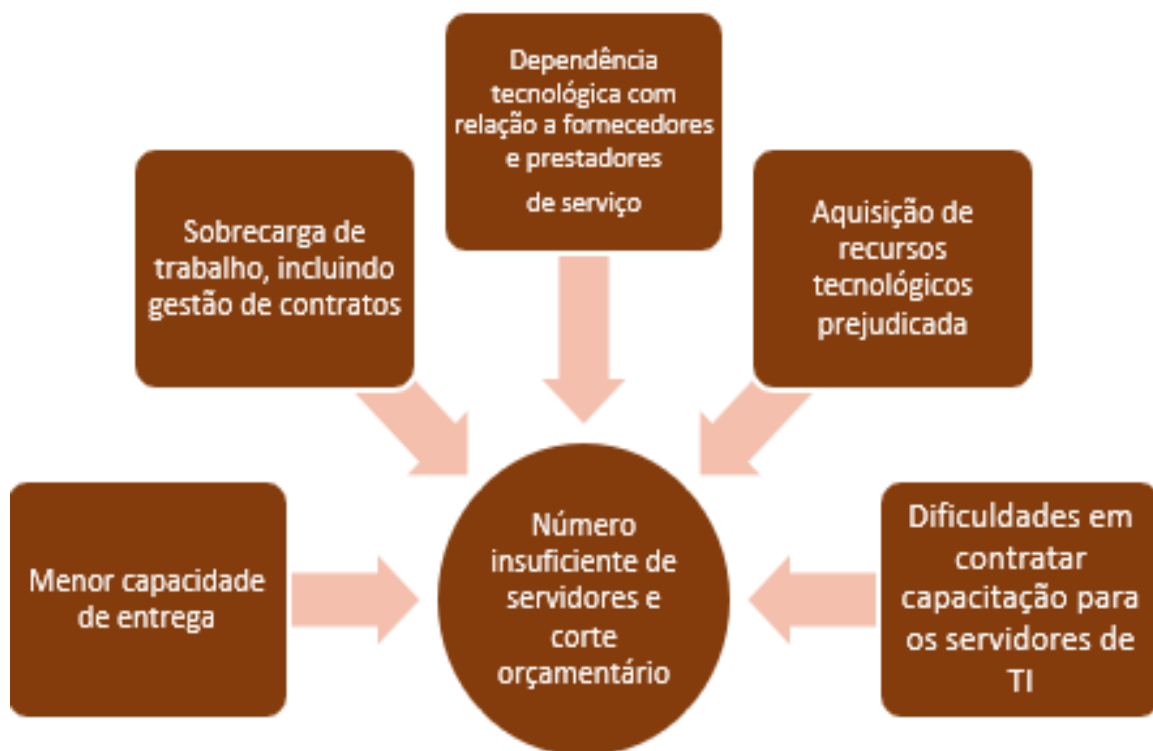 Dependência
tecnológica com
relação a fornecedores
e prestadores
de serviço
Sobrecarga de
trabalho, incluindo
gestão de contratos
Aquisição de
recursos
tecnológicos
prejudicada
Menor capacidade
de entrega
Número
insuficiente de
servidores e
corte
orçamentário
Dificuldades em
contratar
capacitação para
os servidores de
TI